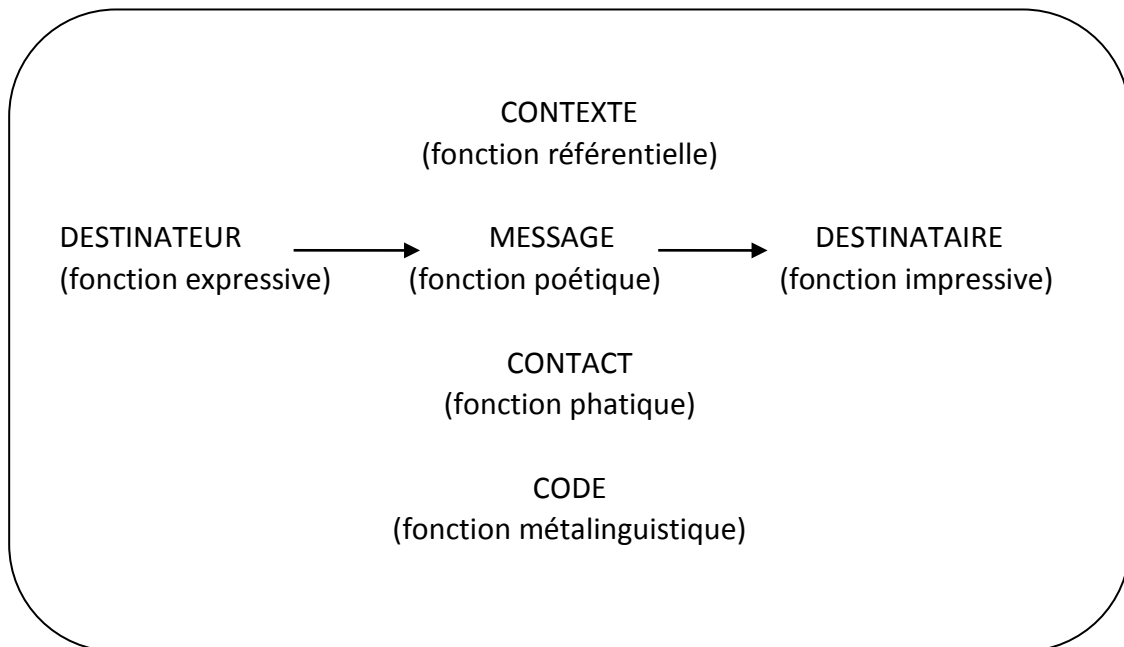 CONTEXTE
(fonction référentielle)
DESTINATEUR MESSAGE DESTINATAIRE
(fonction expressive) (fonction poétique) (fonction impressive)
CONTACT
(fonction phatique)
CODE
(fonction métalinguistique)